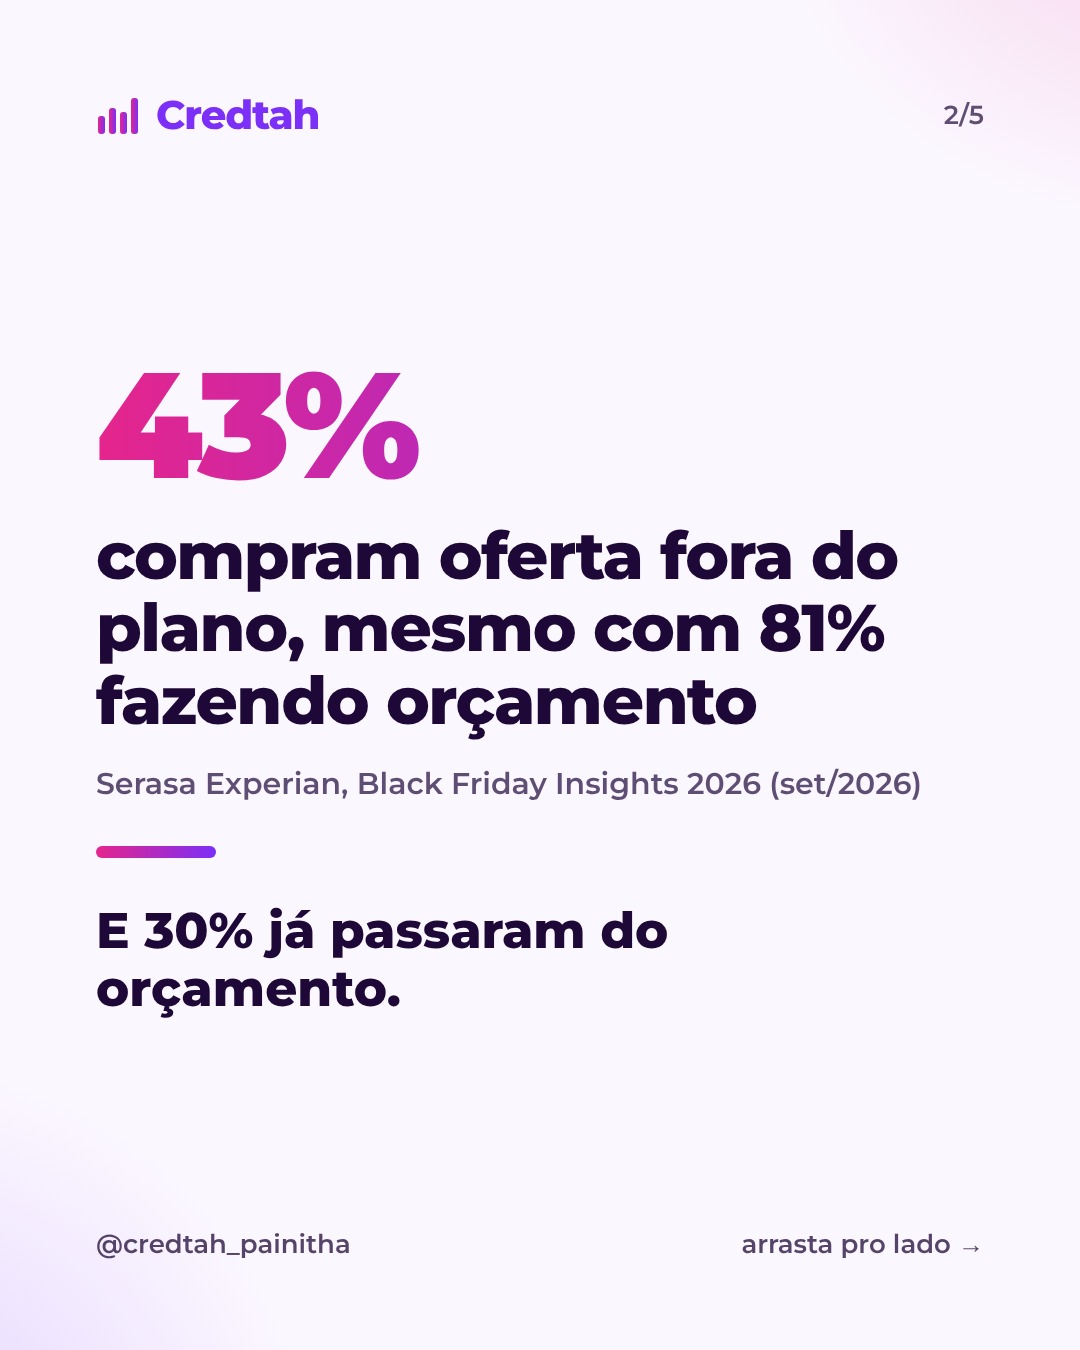 Credtah
2/5
43%
compram oferta fora do
plano, mesmo com 81%
fazendo orçamento
Serasa Experian, Black Friday Insights 2026 (set/2026)
E 30% já passaram do
orçamento.
@credtah_painitha
arrasta pro lado →